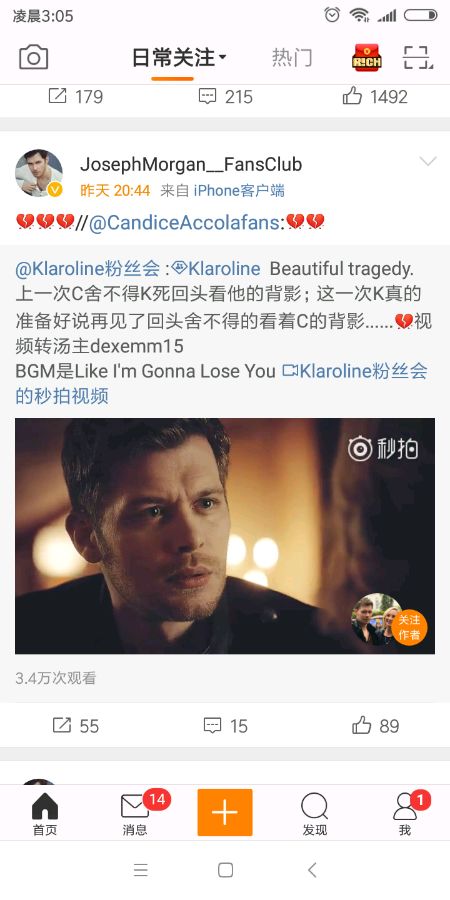 凌晨3:05
日常关注
热门
RICH
179
215
1492
JosephMorgan__FansClub
昨天 20:44 来自 iPhone客户端
💔💔💔//@CandiceAccolafans:💔💔
@Klaroline粉丝会 :Klaroline Beautiful tragedy.
上一次C舍不得K死回头看他的背影；这一次K真的
准备好说再见了回头舍不得的看着C的背影……💔视
频转汤主dexemm15
BGM是Like I'm Gonna Lose You Klaroline粉丝会
的秒拍视频
秒拍
关注
作者
3.4万次观看
55
15
89
14
1
首页
消息
发现
我